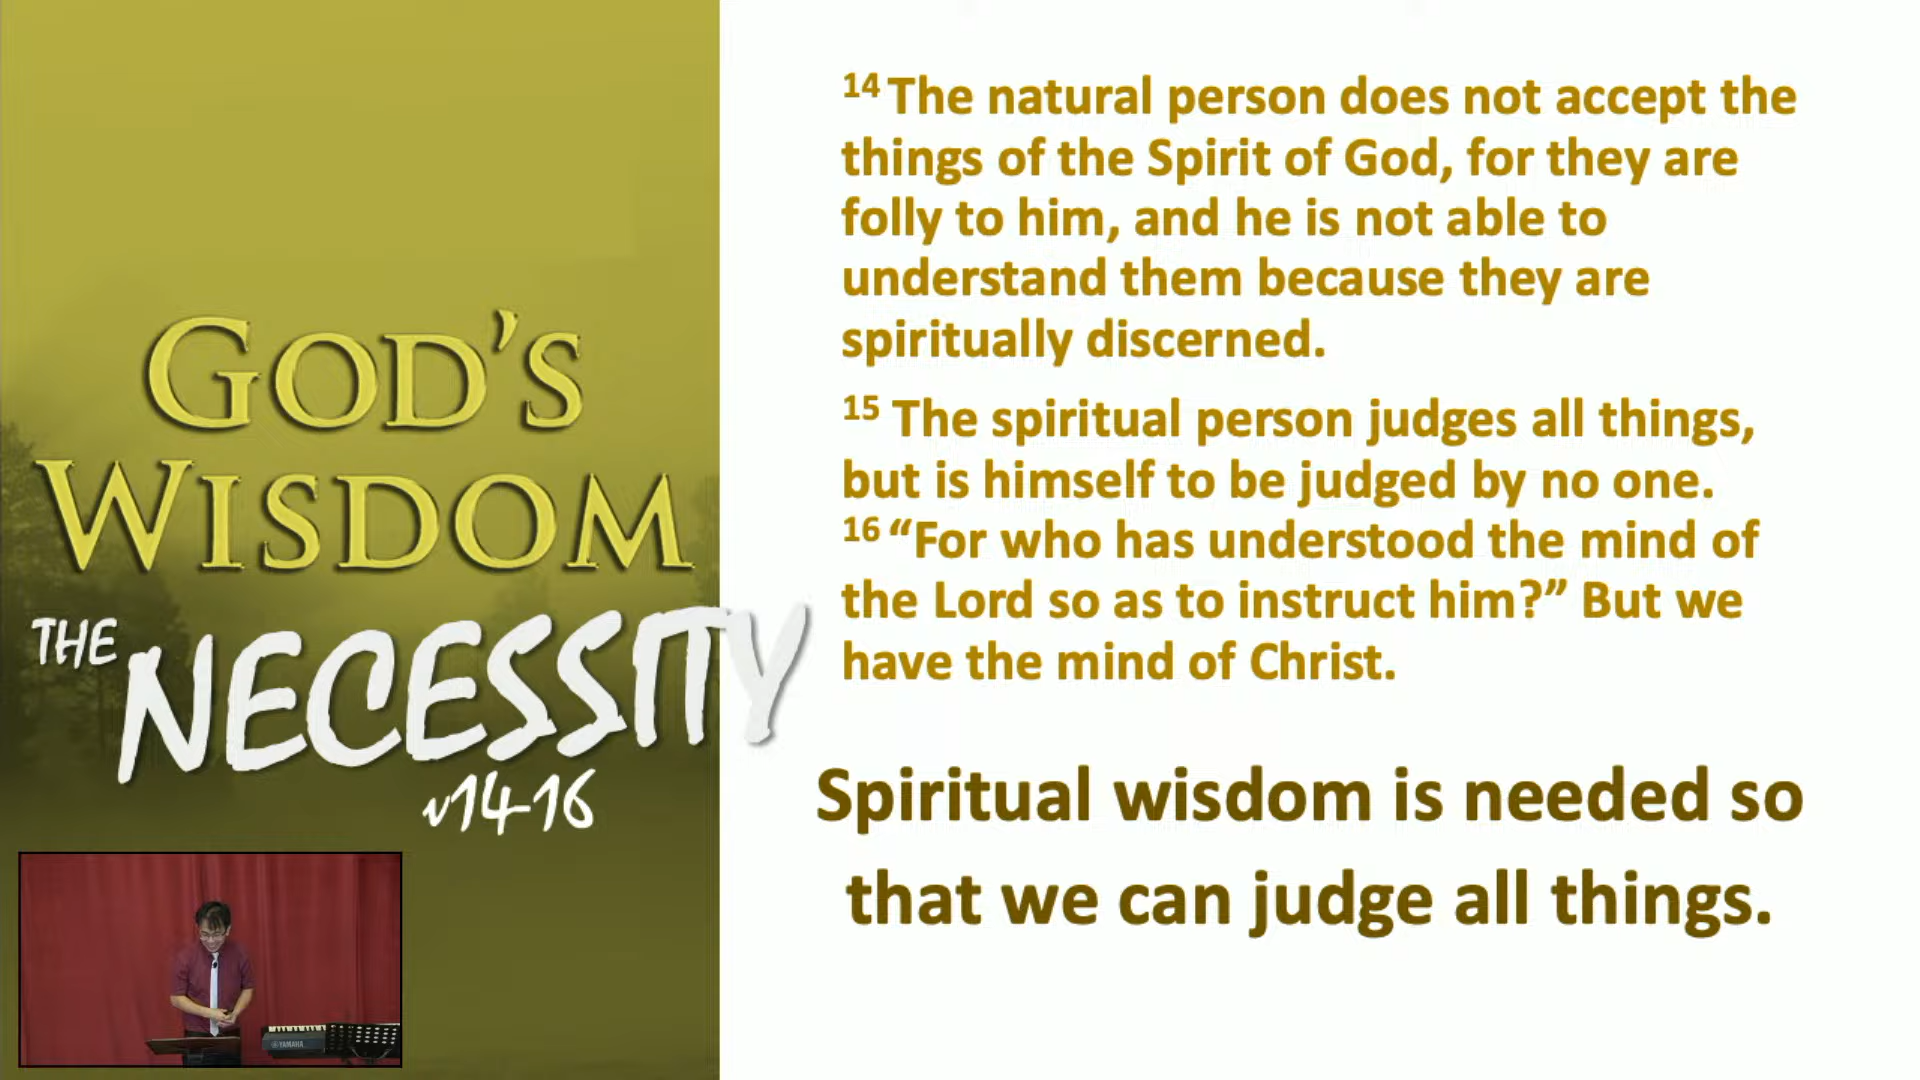 GOD'S
WISDOM
THE
NECESSITY
v14-16
14 The natural person does not accept the
things of the Spirit of God, for they are
folly to him, and he is not able to
understand them because they are
spiritually discerned.
15 The spiritual person judges all things,
but is himself to be judged by no one.
16 “For who has understood the mind of
the Lord so as to instruct him?” But we
have the mind of Christ.
Spiritual wisdom is needed so
that we can judge all things.
YAMAHA